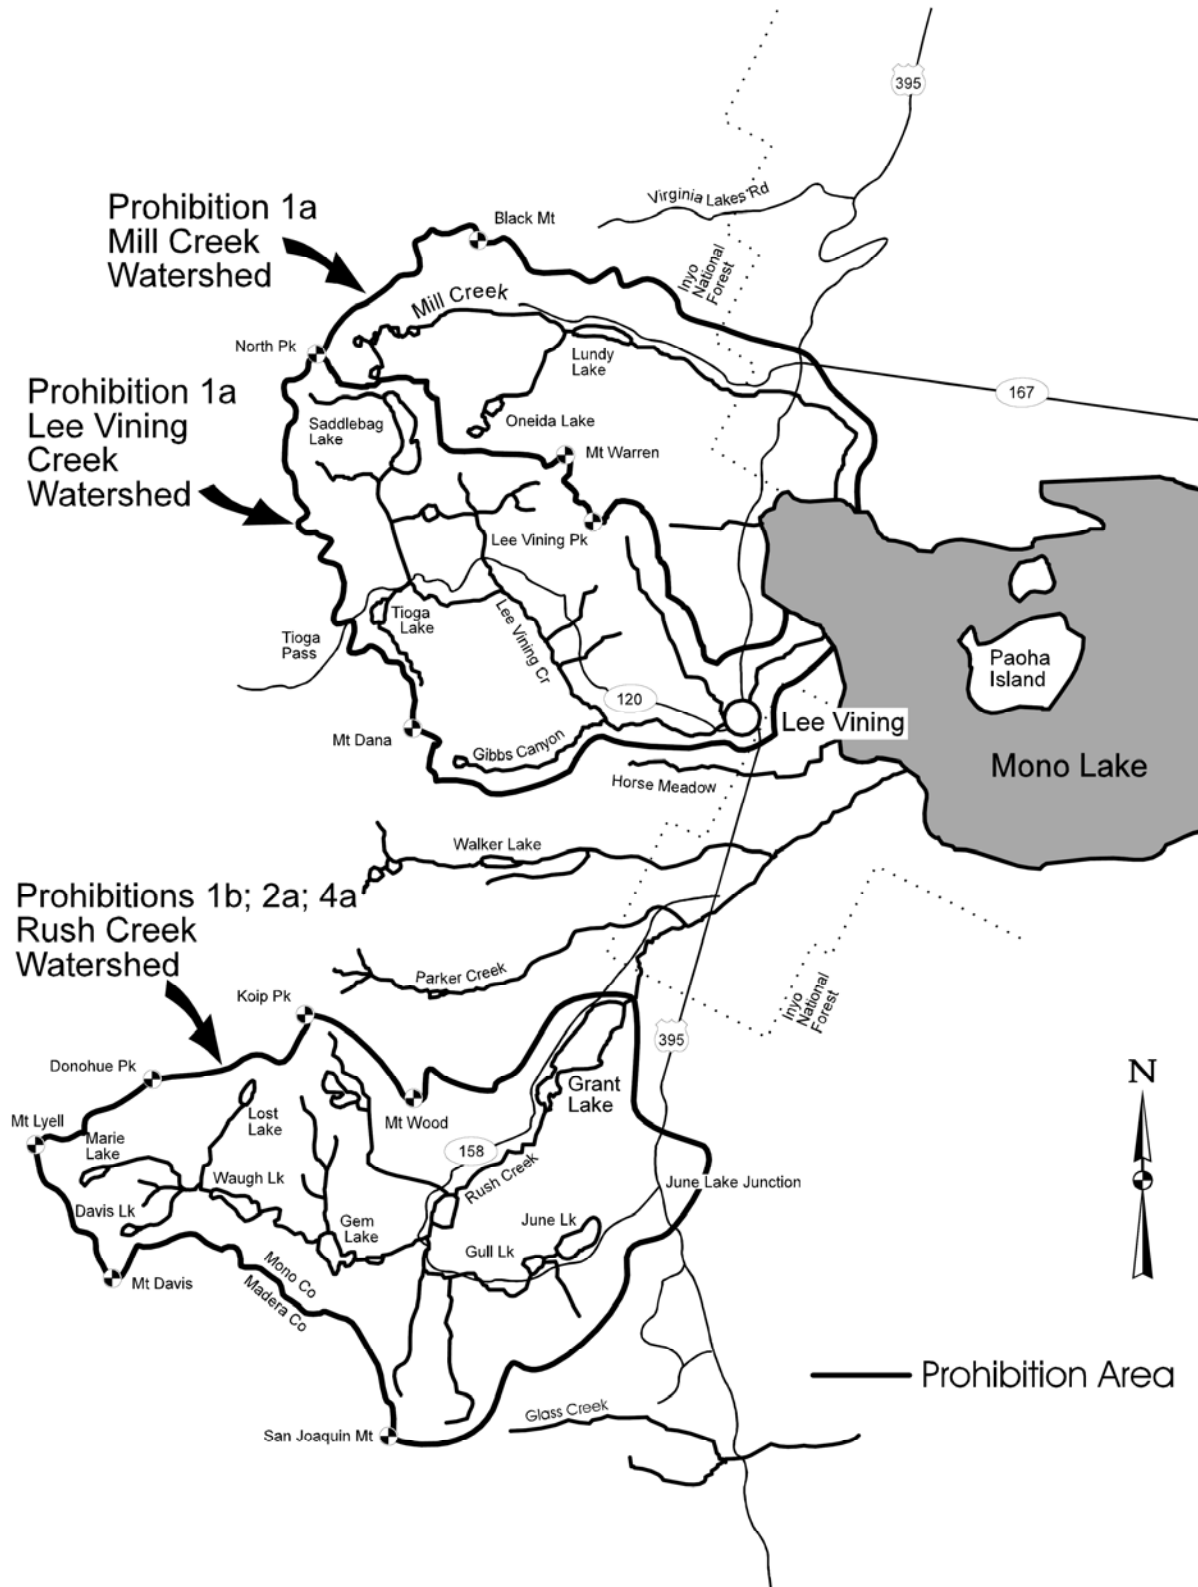 395
Virginia Lakes Rd
Prohibition 1a
Mill Creek
Watershed
Black Mt
Inyo
National
Forest
Mill Creek
North Pk
Lundy
Lake
167
Prohibition 1a
Lee Vining
Creek
Watershed
Saddlebag
Lake
Oneida Lake
Mt Warren
Lee Vining Pk
Tioga
Lake
Lee Vining Cr
Tioga
Pass
Paoha
Island
120
Lee Vining
Mt Dana
Gibbs Canyon
Mono Lake
Horse Meadow
Walker Lake
Prohibitions 1b; 2a; 4a
Rush Creek
Watershed
Parker Creek
Inyo
National
Forest
Koip Pk
395
Donohue Pk
Grant
Lake
N
Mt Lyell
Lost
Lake
Mt Wood
Marie
Lake
158
Rush Creek
Waugh Lk
June Lake Junction
Davis Lk
Gem
Lake
June Lk
Gull Lk
Mono Co
Madera Co
Mt Davis
Prohibition Area
Glass Creek
San Joaquin Mt